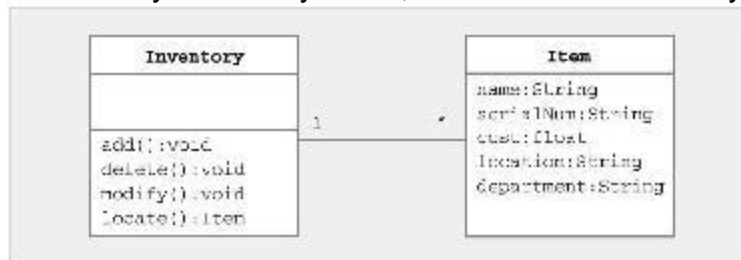 Inventory
add():void
delete():void
modify():void
locate():Item
1
*
Item
name:String
serialNum:String
cost:float
location:String
department:String